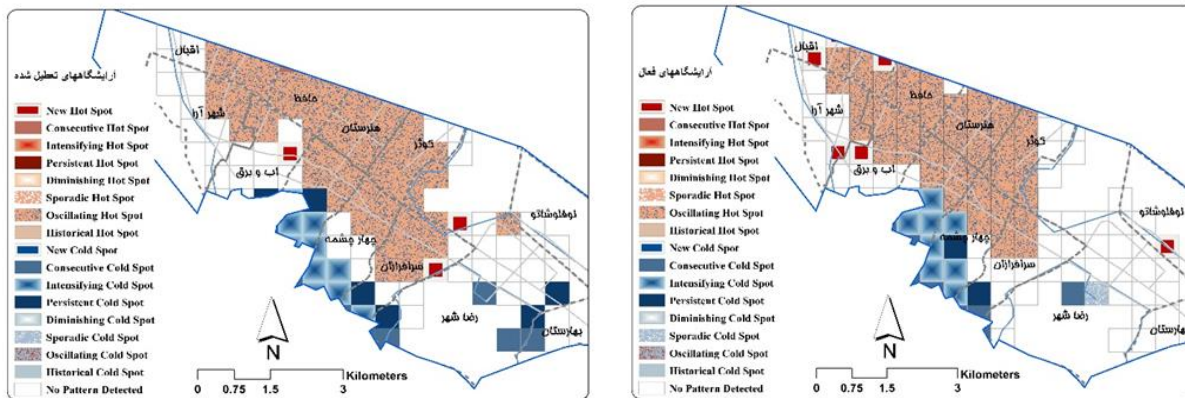 آرایشگاههای تعطیل شده
New Hot Spot
Consecutive Hot Spot
Intensifying Hot Spot
Persistent Hot Spot
Diminishing Hot Spot
Sporadic Hot Spot
Oscillating Hot Spot
Historical Hot Spot
New Cold Spor
Consecutive Cold Spot
Intensifying Cold Spot
Persistent Cold Spot
Diminishing Cold Spot
Sporadic Cold Spot
Oscillating Cold Spot
Historical Cold Spot
No Pattern Detected
اقبال
حافظ
شهر آرا
هنرستان
کوثر
اب و برق
نوفلوشاتو
چهار چشمه
سرافرازان
رضا شهر
بهارستان
N
Kilometers
0 0.75 1.5 3
آرایشگاههای فعال
New Hot Spot
Consecutive Hot Spot
Intensifying Hot Spot
Persistent Hot Spot
Diminishing Hot Spot
Sporadic Hot Spot
Oscillating Hot Spot
Historical Hot Spot
New Cold Spor
Consecutive Cold Spot
Intensifying Cold Spot
Persistent Cold Spot
Diminishing Cold Spot
Sporadic Cold Spot
Oscillating Cold Spot
Historical Cold Spot
No Pattern Detected
اقبال
حافظ
شهر آرا
هنرستان
کوثر
اب و برق
نوفلوشاتو
چهار چشمه
سرافرازان
رضا شهر
بهارستان
N
Kilometers
0 0.75 1.5 3